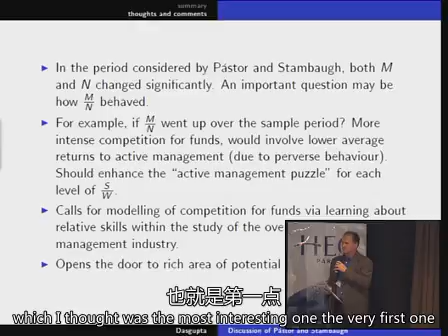 summary
thoughts and comments
In the period considered by Pástor and Stambaugh, both M
and N changed significantly. An important question may be
how M/N behaved.
For example, if M/N went up over the sample period? More
intense competition for funds, would involve lower average
returns to active management (due to perverse behaviour).
Should enhance the "active management puzzle" for each
level of S/W
Calls for modelling of competition for funds via learning about
relative skills within the study of the
management industry.
Opens the door to rich area of potential
HEC
PARIS
也就是第一点
which I thought was the most interesting one the very first one
Dasgupta
Discussion of Pástor and Stambaugh